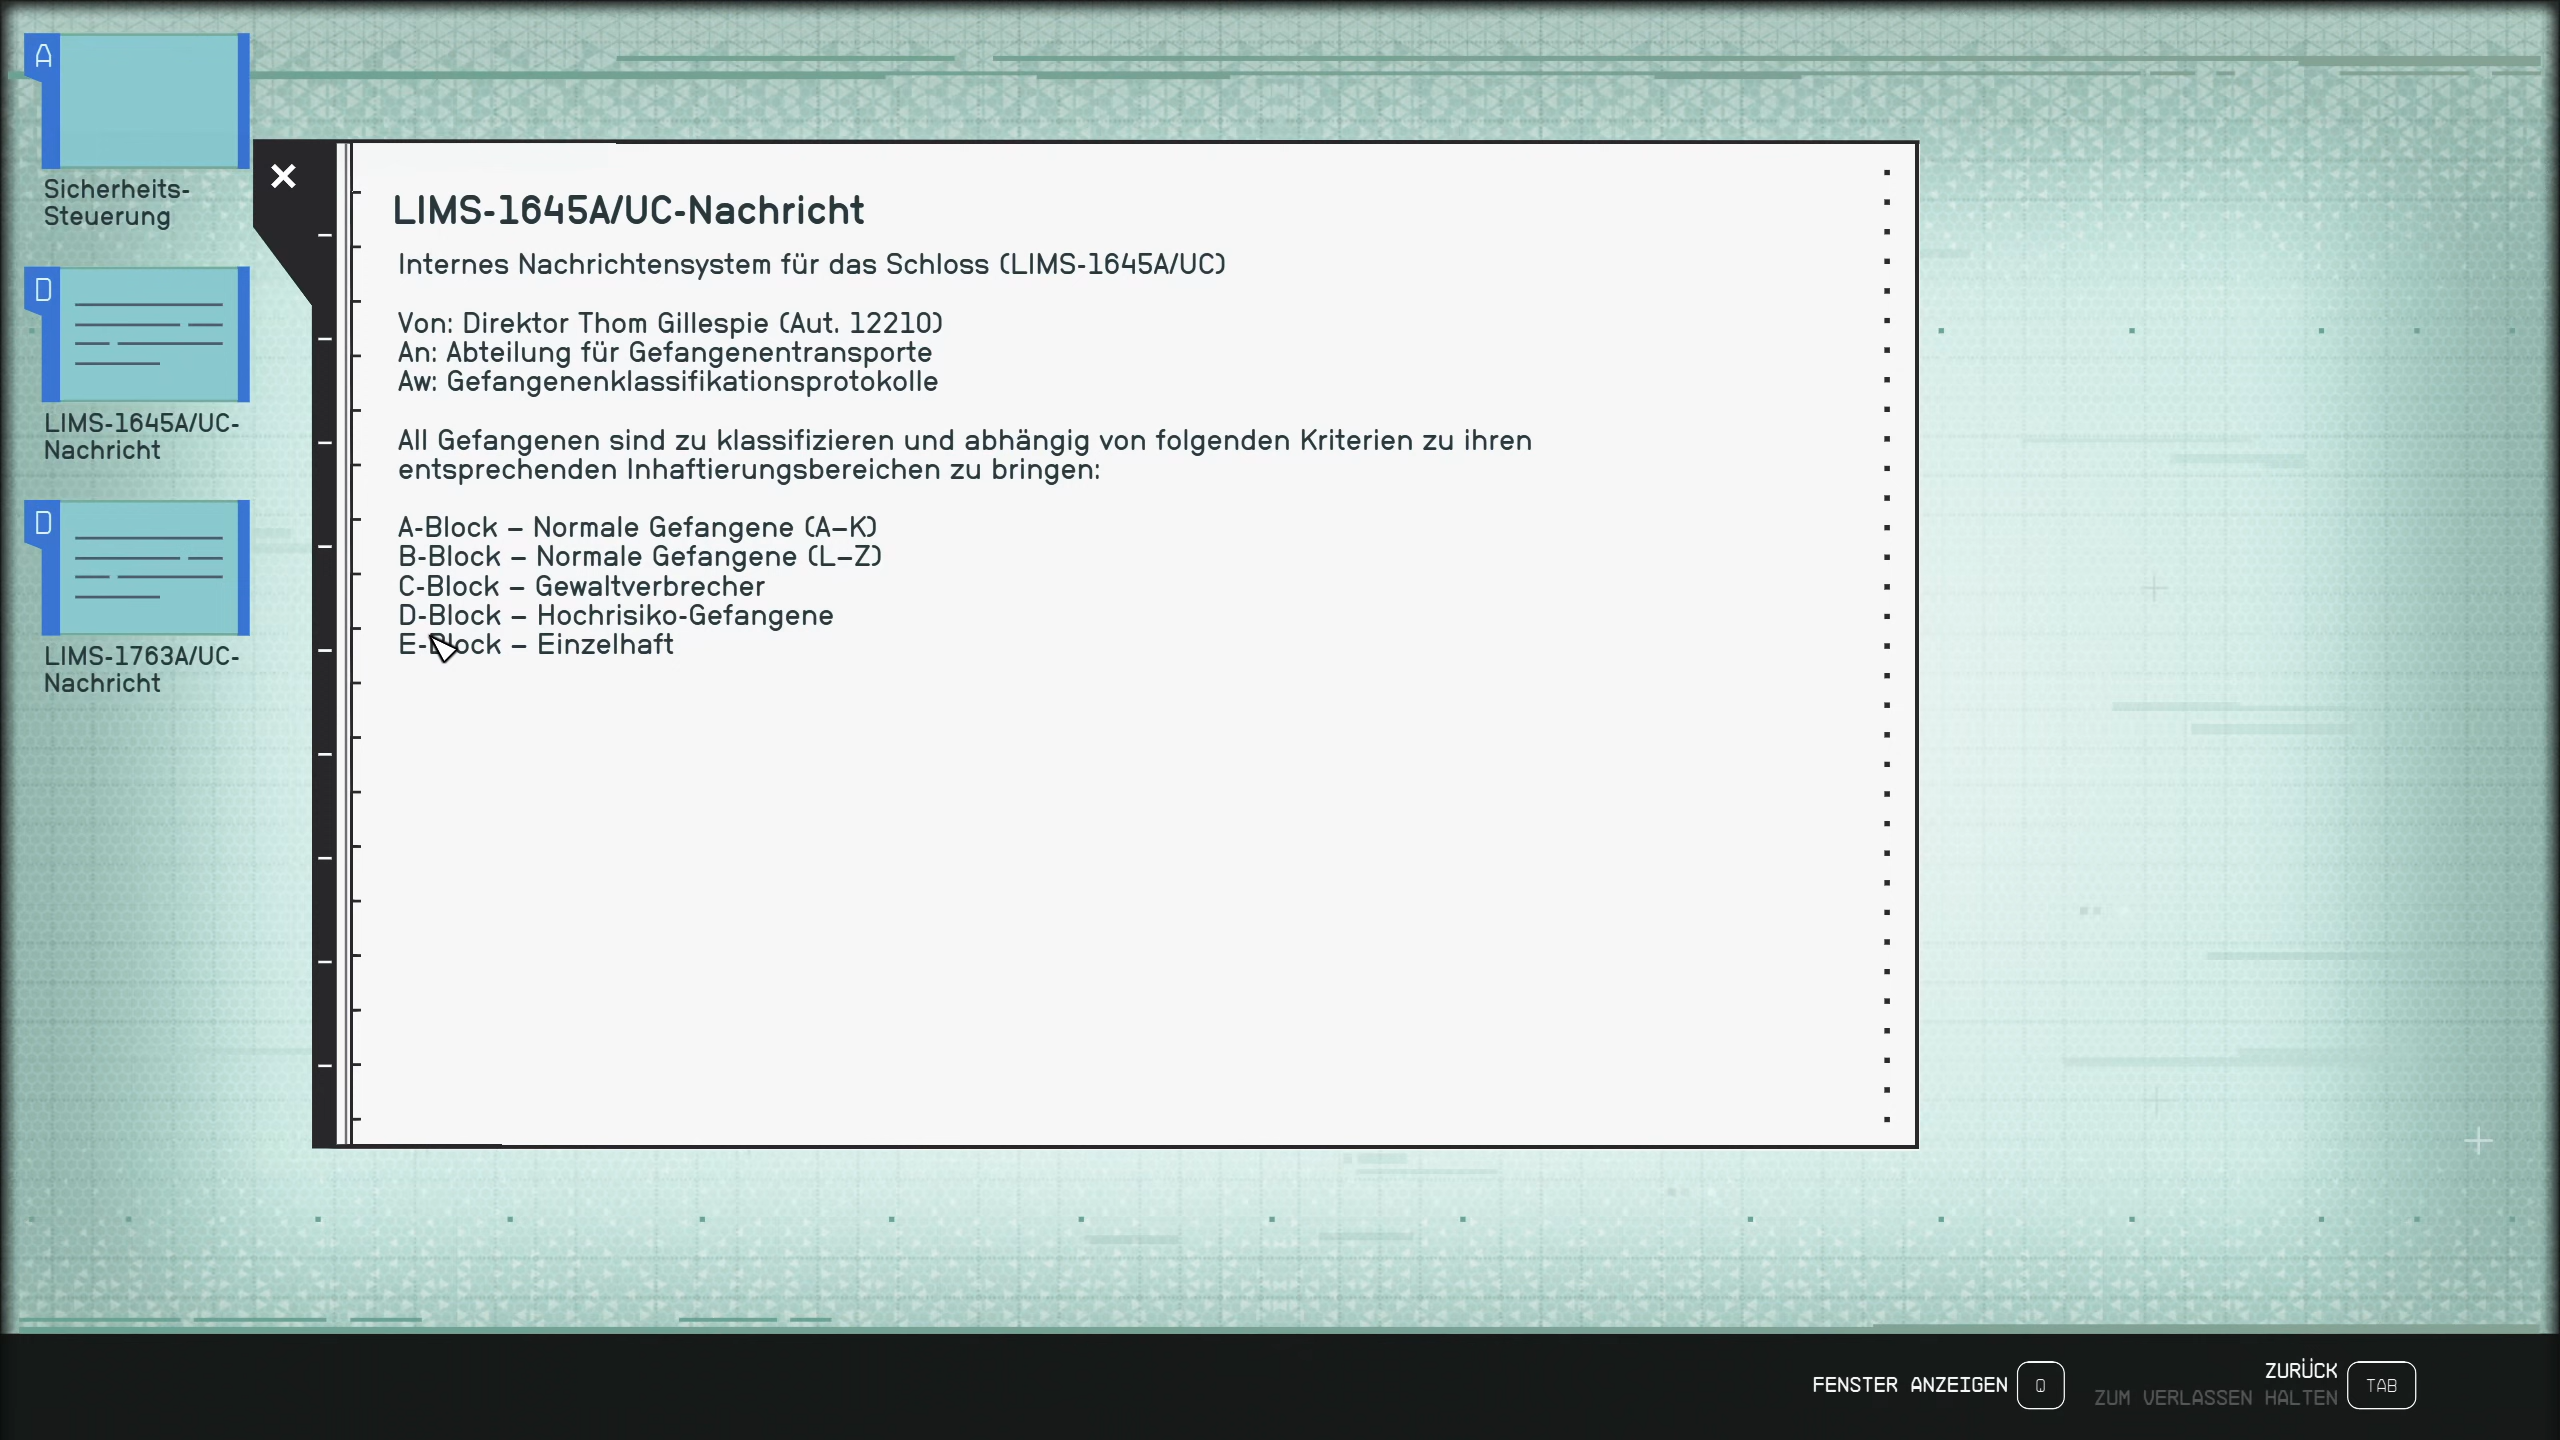 A
Sicherheits-
Steuerung
D
LIMS-1645A/UC-
Nachricht
D
LIMS-1763A/UC-
Nachricht
LIMS-1645A/UC-Nachricht
Internes Nachrichtensystem für das Schloss (LIMS-1645A/UC)
Von: Direktor Thom Gillespie (Aut. 12210)
An: Abteilung für Gefangenentransporte
Aw: Gefangenenklassifikationsprotokolle
All Gefangenen sind zu klassifizieren und abhängig von folgenden Kriterien zu ihren
entsprechenden Inhaftierungsbereichen zu bringen:
A-Block – Normale Gefangene (A–K)
B-Block – Normale Gefangene (L–Z)
C-Block – Gewaltverbrecher
D-Block – Hochrisiko-Gefangene
E-Block – Einzelhaft
FENSTER ANZEIGEN Q
ZURÜCK TAB
ZUM VERLASSEN HALTEN